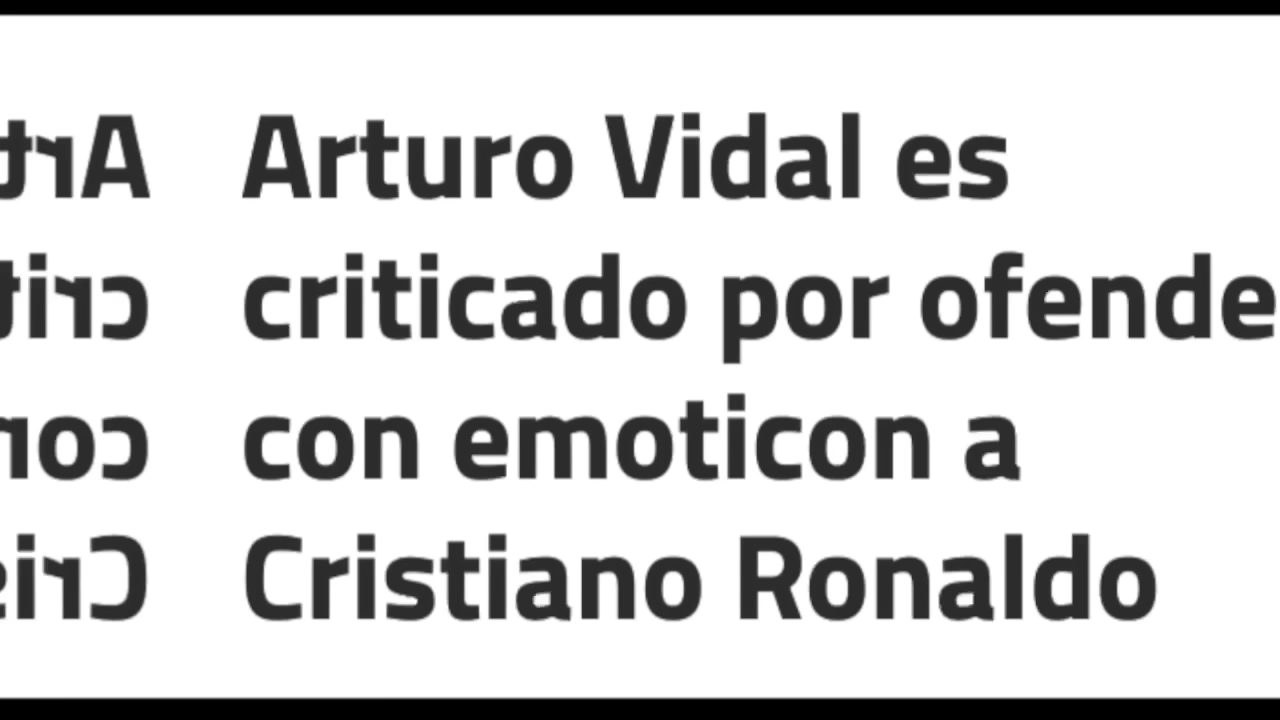 Arturo Vidal es
criticado por ofende
con emoticon a
Cristiano Ronaldo